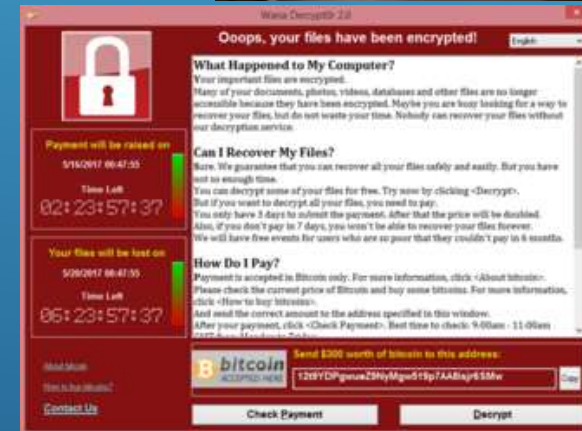 Wana Decrypt0r 2.0
Ooops, your files have been encrypted!
English
What Happened to My Computer?
Your important files are encrypted.
Many of your documents, photos, videos, databases and other files are no longer
accessible because they have been encrypted. Maybe you are busy looking for a way to
recover your files, but do not waste your time. Nobody can recover your files without
our decryption service.
Can I Recover My Files?
Sure. We guarantee that you can recover all your files safely and easily. But you have
not so enough time.
You can decrypt some of your files for free. Try now by clicking <Decrypt>.
But if you want to decrypt all your files, you need to pay.
You only have 3 days to submit the payment. After that the price will be doubled.
Also, if you don't pay in 7 days, you won't be able to recover your files forever.
We will have free events for users who are so poor that they couldn't pay in 6 months.
How Do I Pay?
Payment is accepted in Bitcoin only. For more information, click <About bitcoin>.
Please check the current price of Bitcoin and buy some bitcoins. For more information,
click <How to buy bitcoins>.
And send the correct amount to the address specified in this window.
After your payment, click <Check Payment>. Best time to check: 9:00am - 11:00am
Payment will be raised on
5/16/2017 00:47:55
Time Left
02:23:57:37
Your files will be lost on
5/20/2017 00:47:55
Time Left
06:23:57:37
About bitcoin
How to buy bitcoins?
Contact Us
bitcoin
ACCEPTED HERE
Send $300 worth of bitcoin to this address:
Copy
Check Payment
Decrypt